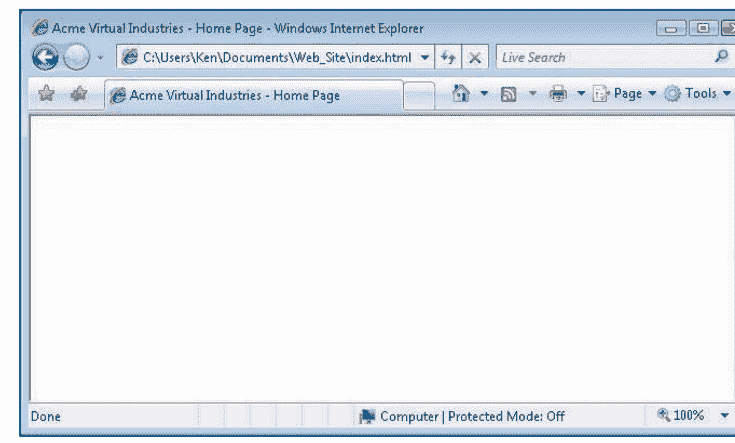 Acme Virtual Industries - Home Page - Windows Internet Explorer
C:\Users\Ken\Documents\Web_Site\index.html Live Search
Acme Virtual Industries - Home Page Page Tools
Done Computer | Protected Mode: Off 100%